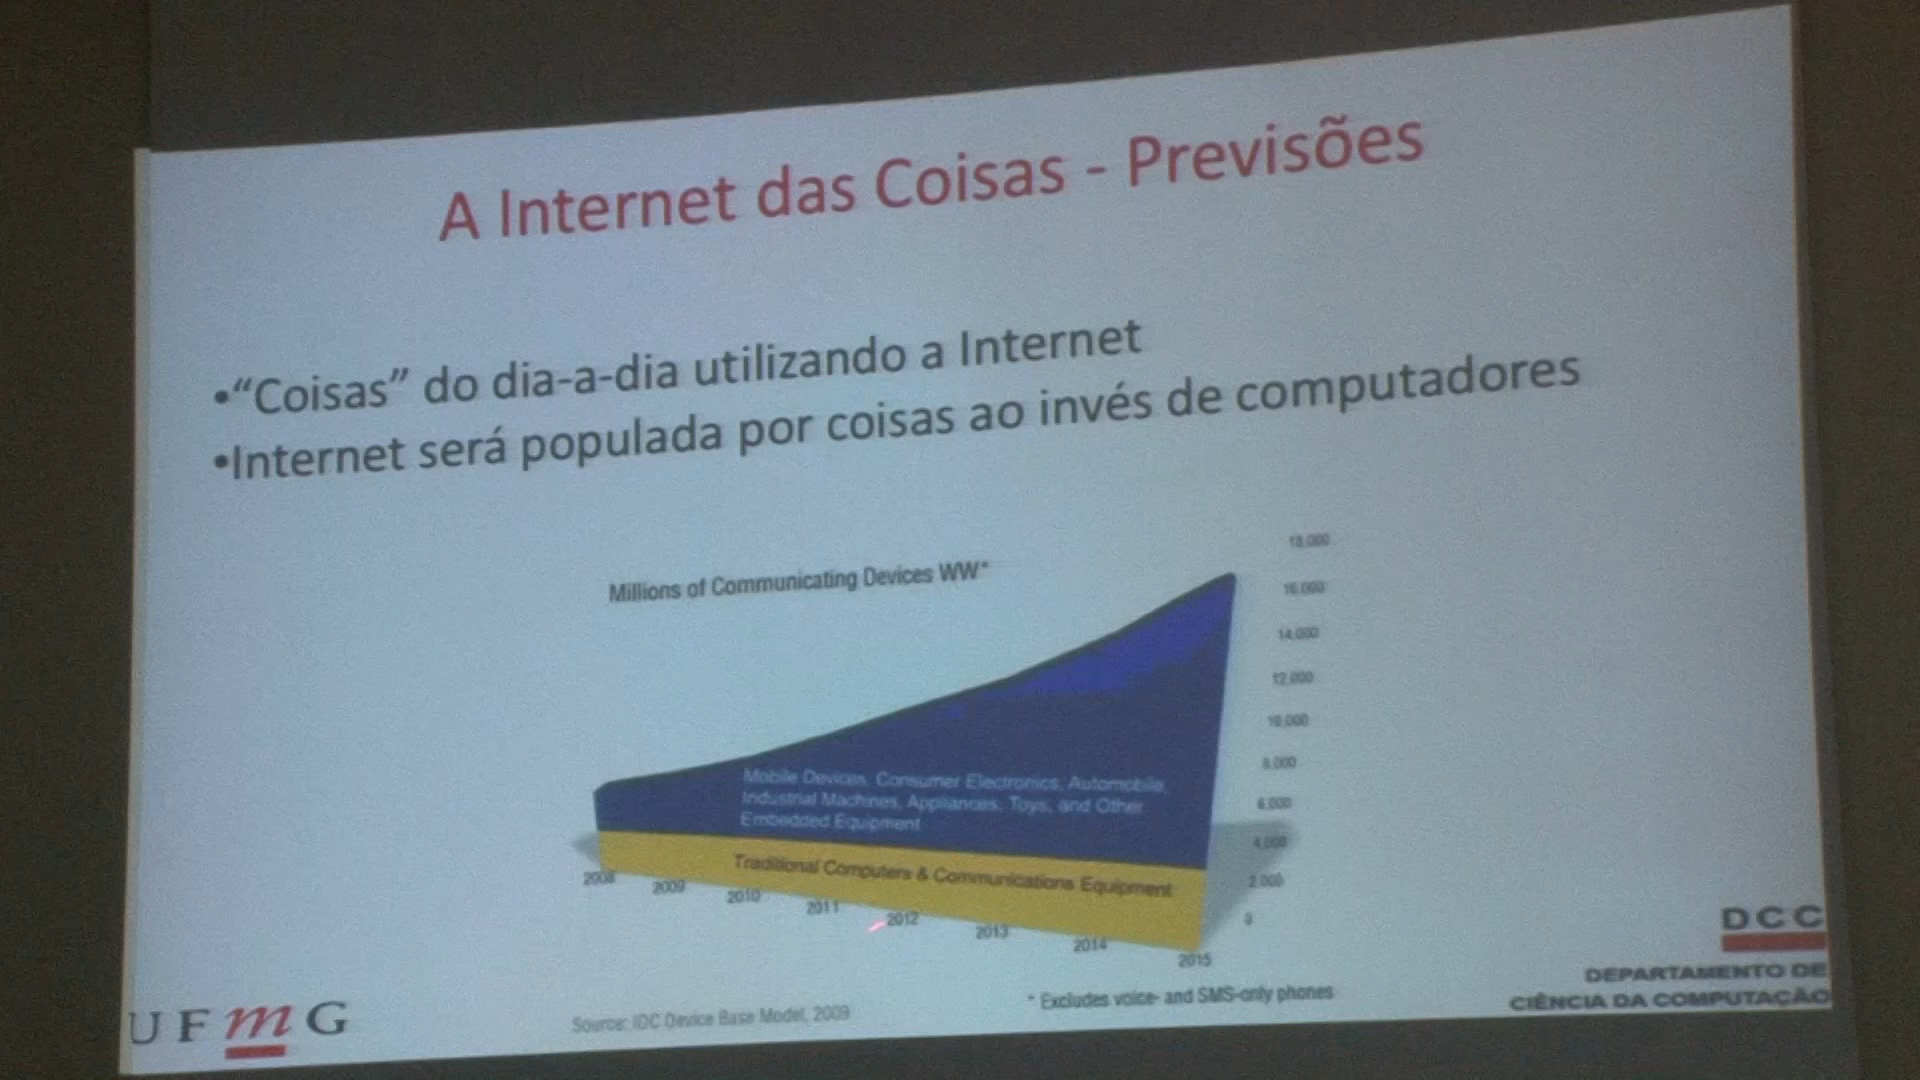 A Internet das Coisas - Previsões
•“Coisas” do dia-a-dia utilizando a Internet
•Internet será populada por coisas ao invés de computadores
Millions of Communicating Devices WW*
18,000
16,000
14,000
12,000
10,000
8,000
6,000
4,000
2,000
0
Mobile Devices, Consumer Electronics, Automobile,
Industrial Machines, Appliances, Toys, and Other
Embedded Equipment
Traditional Computers & Communications Equipment
2008
2009
2010
2011
2012
2013
2014
2015
* Excludes voice- and SMS-only phones
Source: IDC Device Base Model, 2009
UFmG
DCC
DEPARTAMENTO DE
CIÊNCIA DA COMPUTAÇÃO